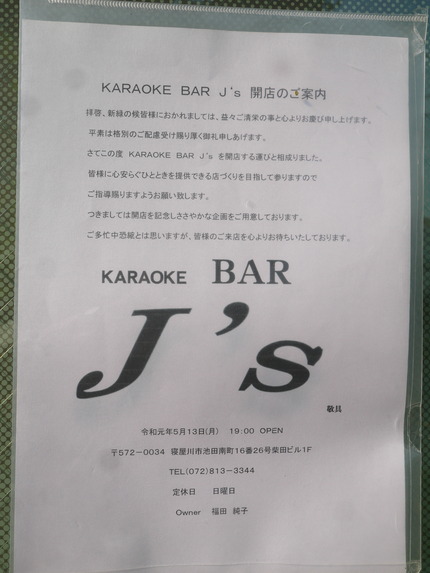 KARAOKE BAR J's 開店のご案内
拝啓、新緑の候皆様におかれましては、益々ご清栄の事と心よりお慶び申し上げます。
平素は格別のご配慮受け賜り厚く御礼申しあげます。
さてこの度 KARAOKE BAR J's を開店する運びと相成りました。
皆様に心安らぐひとときを提供できる店づくりを目指して参りますので
ご指導賜りますようお願い致します。
つきましては開店を記念しささやかな企画をご用意しております。
ご多忙中恐縮とは思いますが、皆様のご来店を心よりお待ちいたしております。
KARAOKE BAR
J's
敬具
令和元年5月13日(月) 19:00 OPEN
〒572-0034 寝屋川市池田南町16番26号柴田ビル1F
TEL(072)813-3344
定休日 日曜日
Owner 福田 純子